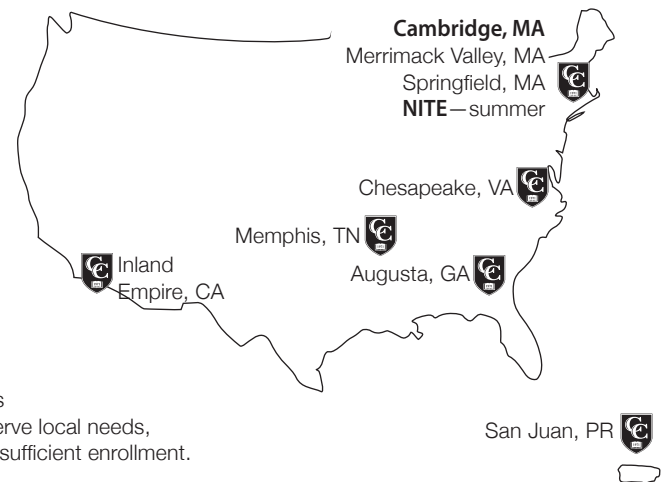 Cambridge, MA
Merrimack Valley, MA
Springfield, MA
NITE—summer
Chesapeake, VA
Memphis, TN
Augusta, GA
Inland
Empire, CA
local needs,
sufficient enrollment.
San Juan, PR